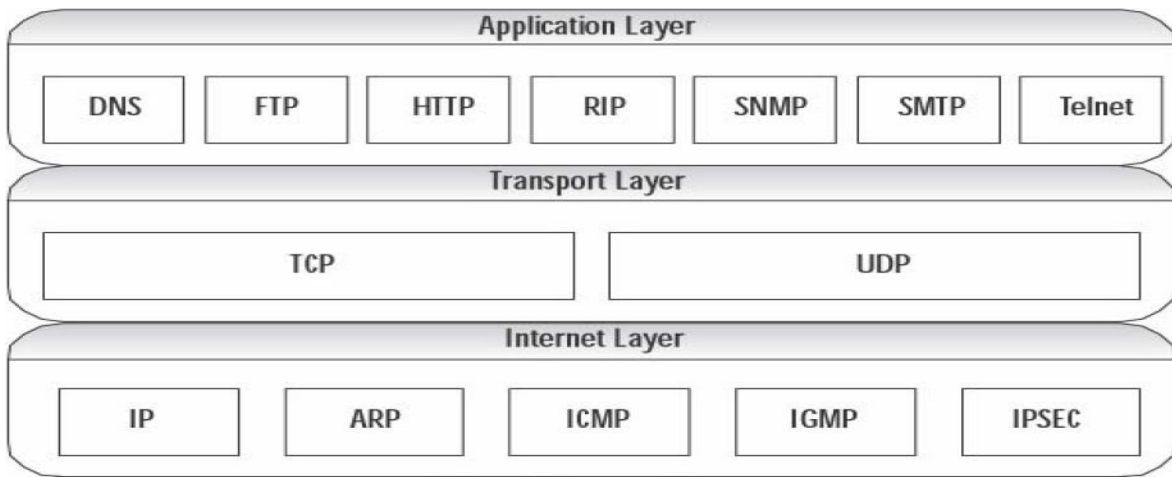 Application Layer
DNS FTP HTTP RIP SNMP SMTP Telnet
Transport Layer
TCP UDP
Internet Layer
IP ARP ICMP IGMP IPSEC